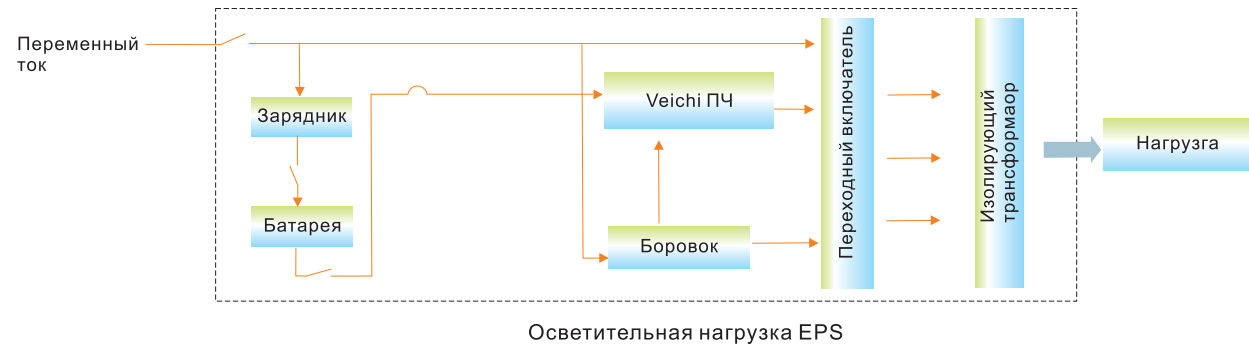 Переменный
ток
Зарядник
Батарея
Veichi ПЧ
Боровок
Переходный включатель
Изолирующий
трансформаор
Нагрузга
Осветительная нагрузка EPS